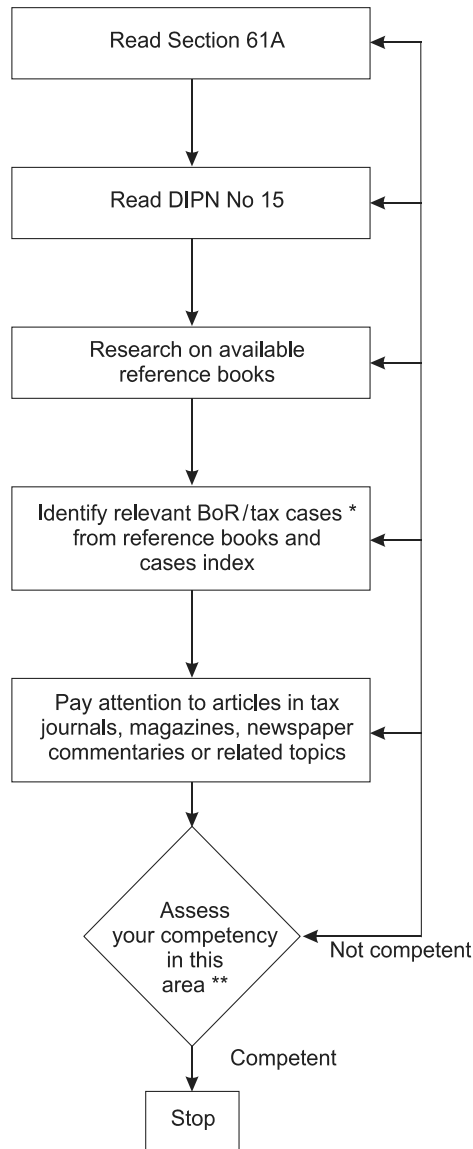 Read Section 61A
Read DIPN No 15
Research on available
reference books
Identify relevant BoR/tax cases *
from reference books and
cases index
Pay attention to articles in tax
journals, magazines, newspaper
commentaries or related topics
Assess
your competency
in this
area **
Not competent
Competent
Stop